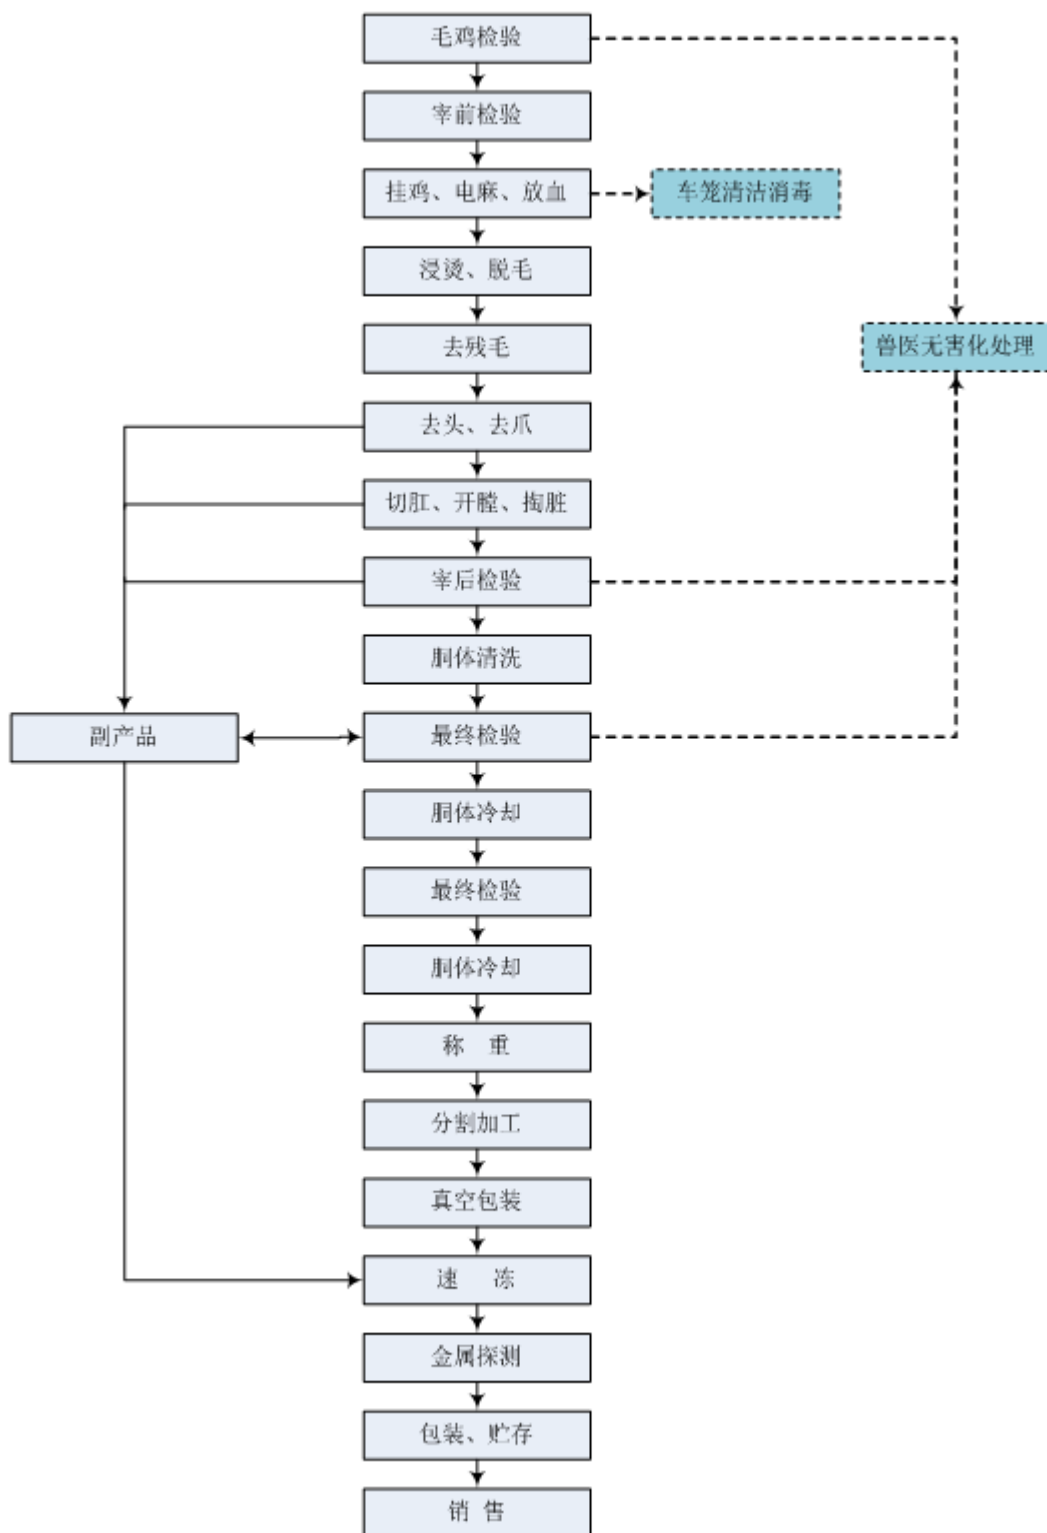 毛鸡检验
宰前检验
挂鸡、电麻、放血
车笼清洁消毒
浸烫、脱毛
去残毛
兽医无害化处理
去头、去爪
切肛、开膛、掏脏
宰后检验
胴体清洗
副产品
最终检验
胴体冷却
最终检验
胴体冷却
称 重
分割加工
真空包装
速 冻
金属探测
包装、贮存
销 售